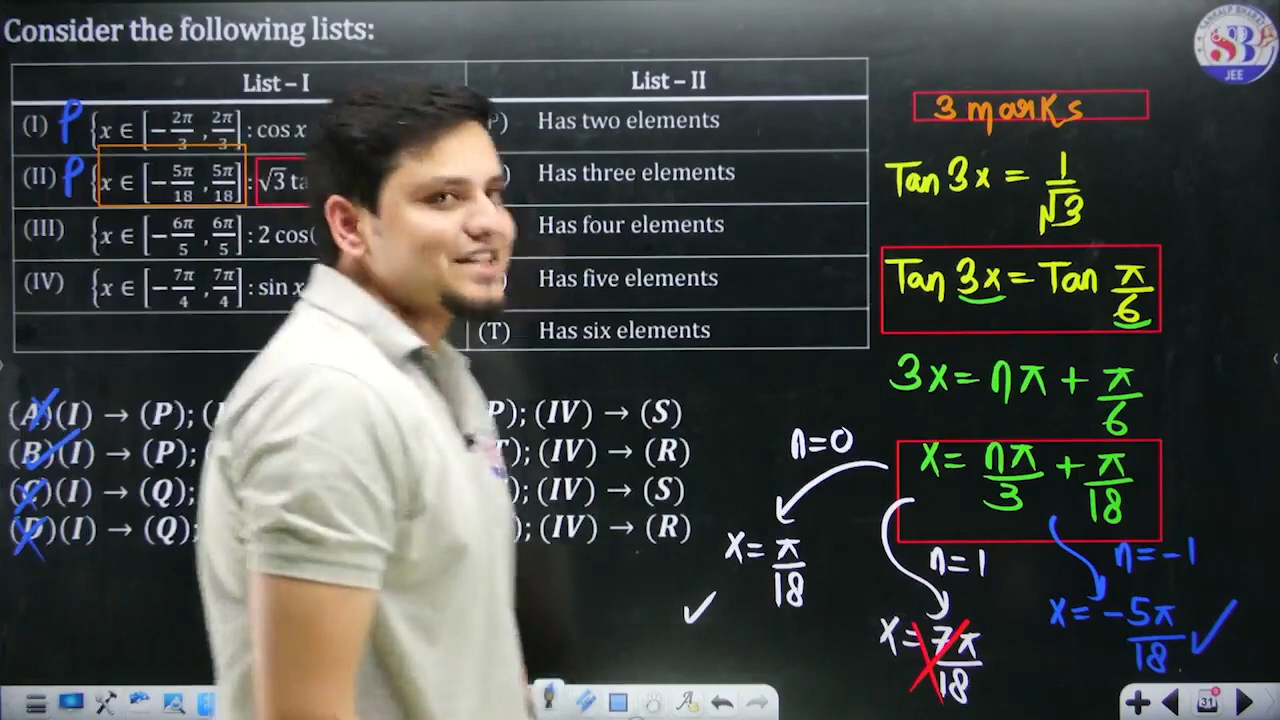 Consider the following lists:
List – I List – II
(I) P {x ∈ [−2π/3, 2π/3] : cos x ) Has two elements
(II) P {x ∈ [−5π/18, 5π/18] : √3 ta Has three elements
(III) {x ∈ [−6π/5, 6π/5] : 2 cos( Has four elements
(IV) {x ∈ [−7π/4, 7π/4] : sin x ) Has five elements
(T) Has six elements
(A) (I) → (P); ( P); (IV) → (S)
(B) (I) → (P); ); (IV) → (R)
(C) (I) → (Q); ); (IV) → (S)
(D) (I) → (Q); ); (IV) → (R)
3 marks
Tan 3x = 1/√3
Tan 3x = Tan π/6
3x = nπ + π/6
x = nπ/3 + π/18
n=0
x = π/18
n=1
x = 7π/18
n=-1
x = -5π/18
SANKALP BHARAT
SB
JEE
31